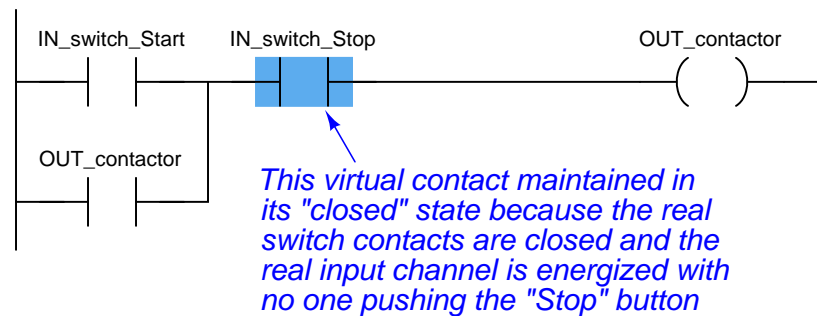 IN_switch_Start IN_switch_Stop OUT_contactor
OUT_contactor
This virtual contact maintained in
its "closed" state because the real
switch contacts are closed and the
real input channel is energized with
no one pushing the "Stop" button